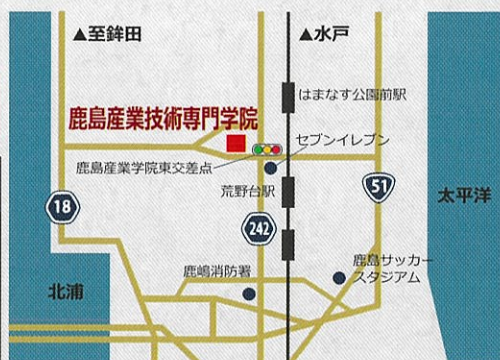 ▲至鉾田
▲水戸
はまなす公園前駅
鹿島産業技術専門学院
セブンイレブン
鹿島産業学院東交差点
荒野台駅
51
太平洋
18
242
鹿島サッカー
スタジアム
鹿嶋消防署
北浦